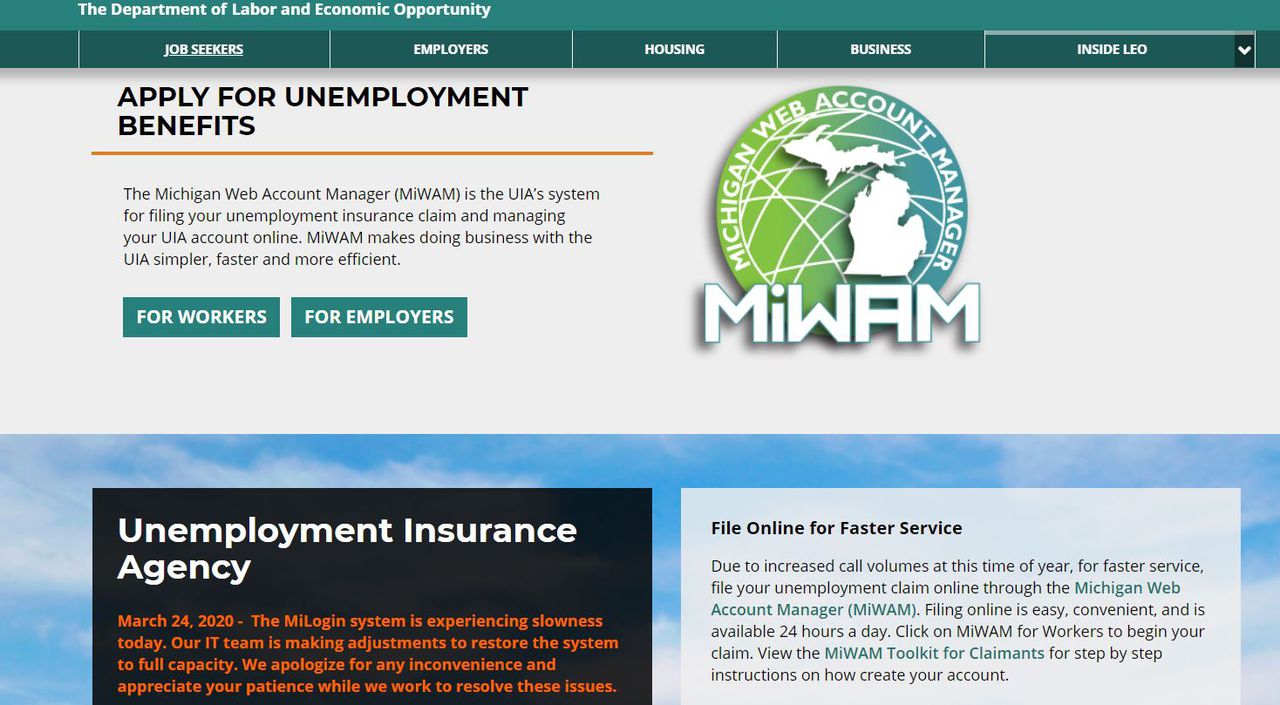 The Department of Labor and Economic Opportunity
JOB SEEKERS
EMPLOYERS
HOUSING
BUSINESS
INSIDE LEO
APPLY FOR UNEMPLOYMENT
BENEFITS
The Michigan Web Account Manager (MiWAM) is the UIA’s system
for filing your unemployment insurance claim and managing
your UIA account online. MiWAM makes doing business with the
UIA simpler, faster and more efficient.
FOR WORKERS
FOR EMPLOYERS
MICHIGAN WEB ACCOUNT MANAGER
MiWAM
Unemployment Insurance
Agency
March 24, 2020 -  The MiLogin system is experiencing slowness
today. Our IT team is making adjustments to restore the system
to full capacity. We apologize for any inconvenience and
appreciate your patience while we work to resolve these issues.
File Online for Faster Service
Due to increased call volumes at this time of year, for faster service,
file your unemployment claim online through the Michigan Web
Account Manager (MiWAM). Filing online is easy, convenient, and is
available 24 hours a day. Click on MiWAM for Workers to begin your
claim. View the MiWAM Toolkit for Claimants for step by step
instructions on how create your account.